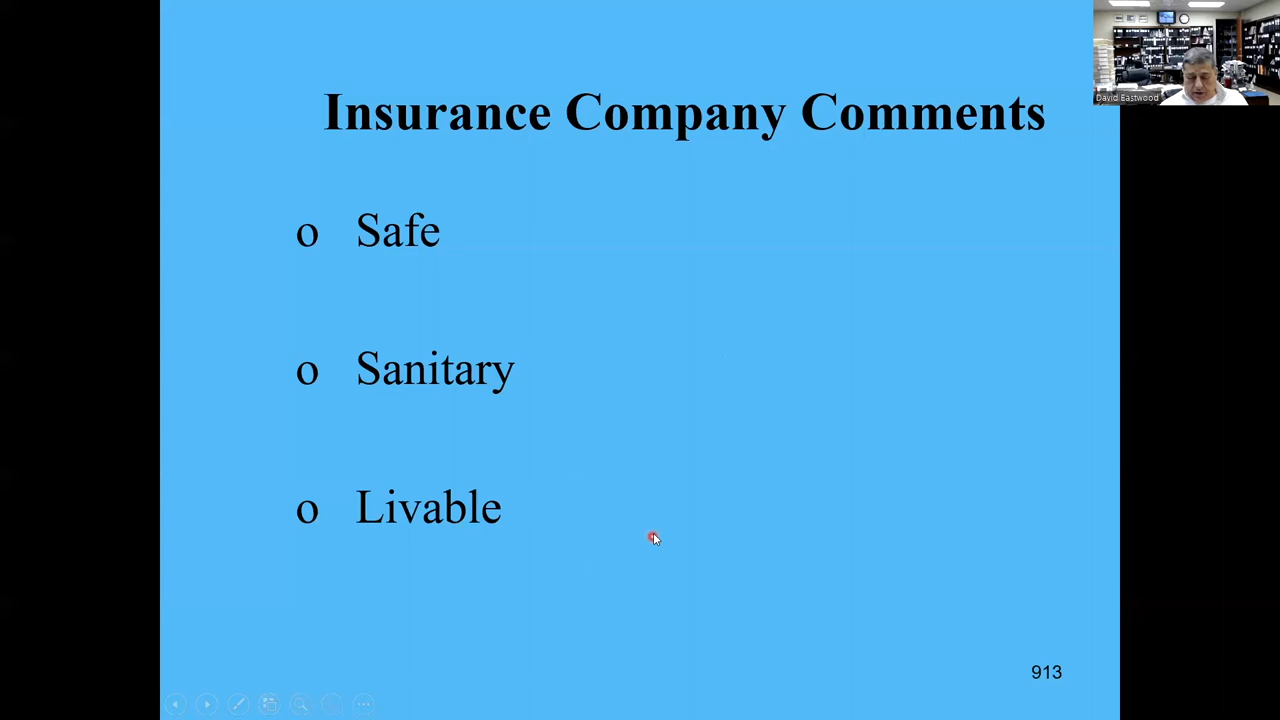 Insurance Company Comments
David Eastwood
o Safe
o Sanitary
o Livable
913